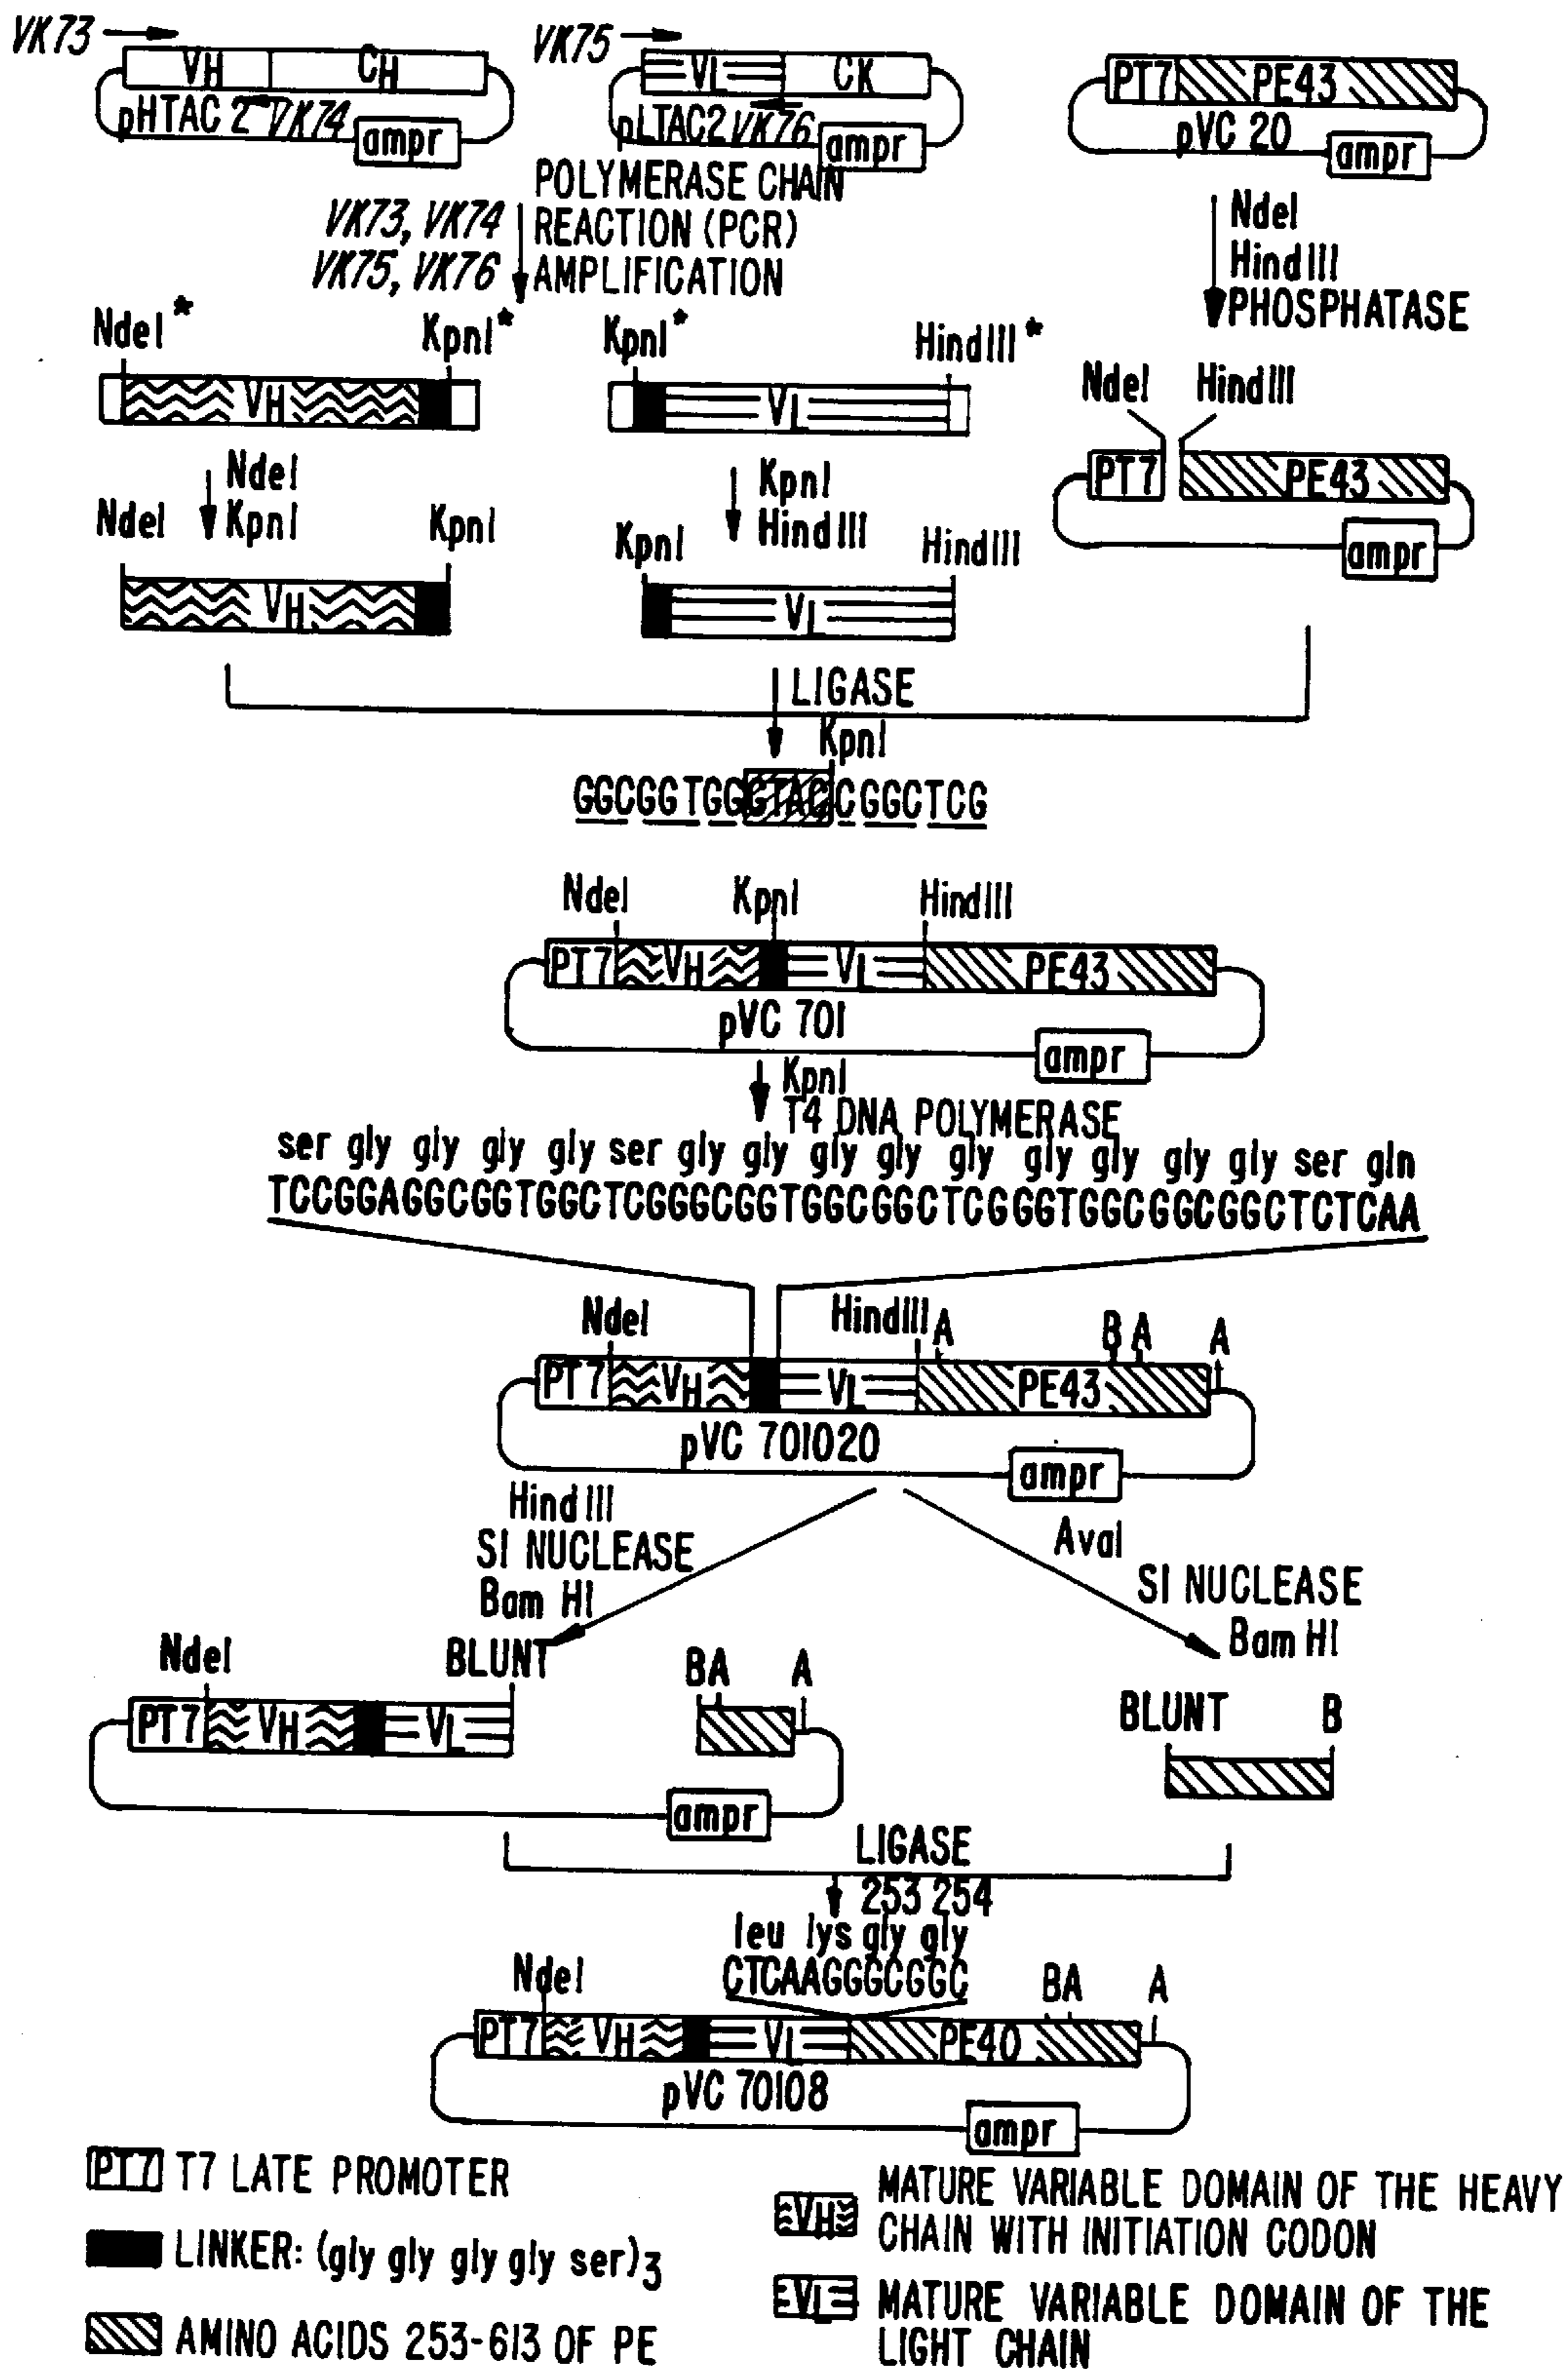 VK73
VH
CH
pHTAC 2
VK74
ampr
VK75
VL
CK
pLTAC2
VK76
ampr
PT7
PE43
pVC 20
ampr
VK73, VK74
VK75, VK76
POLYMERASE CHAIN
REACTION (PCR)
AMPLIFICATION
NdeI
HindIII
PHOSPHATASE
NdeI*
KpnI*
VH
KpnI*
HindIII*
VL
NdeI
HindIII
PT7
PE43
ampr
NdeI
KpnI
KpnI
HindIII
NdeI
KpnI
VH
KpnI
HindIII
VL
LIGASE
KpnI
GGCGGTGGGTACCGGCTCG
NdeI
KpnI
HindIII
PT7
VH
VL
PE43
pVC 701
ampr
KpnI
T4 DNA POLYMERASE
ser gly gly gly gly ser gly gly gly gly gly gly gly gly gly ser gln
TCCGGAGGCGGTGGCTCGGGCGGTGGCGGCTCGGGTGGCGGCGGCTCTCAA
NdeI
HindIII
A
B A
A
PT7
VH
VL
PE43
pVC 701020
ampr
Hind III
SI NUCLEASE
Bam HI
AvaI
SI NUCLEASE
Bam HI
NdeI
BLUNT
BA
A
PT7
VH
VL
ampr
BLUNT
B
LIGASE
253 254
leu lys gly gly
CTCAAGGGCGGC
NdeI
BA
A
PT7
VH
VL
PE40
pVC 70108
ampr
PT7 T7 LATE PROMOTER
LINKER: (gly gly gly gly ser)3
AMINO ACIDS 253-613 OF PE
VH MATURE VARIABLE DOMAIN OF THE HEAVY
CHAIN WITH INITIATION CODON
VL MATURE VARIABLE DOMAIN OF THE
LIGHT CHAIN